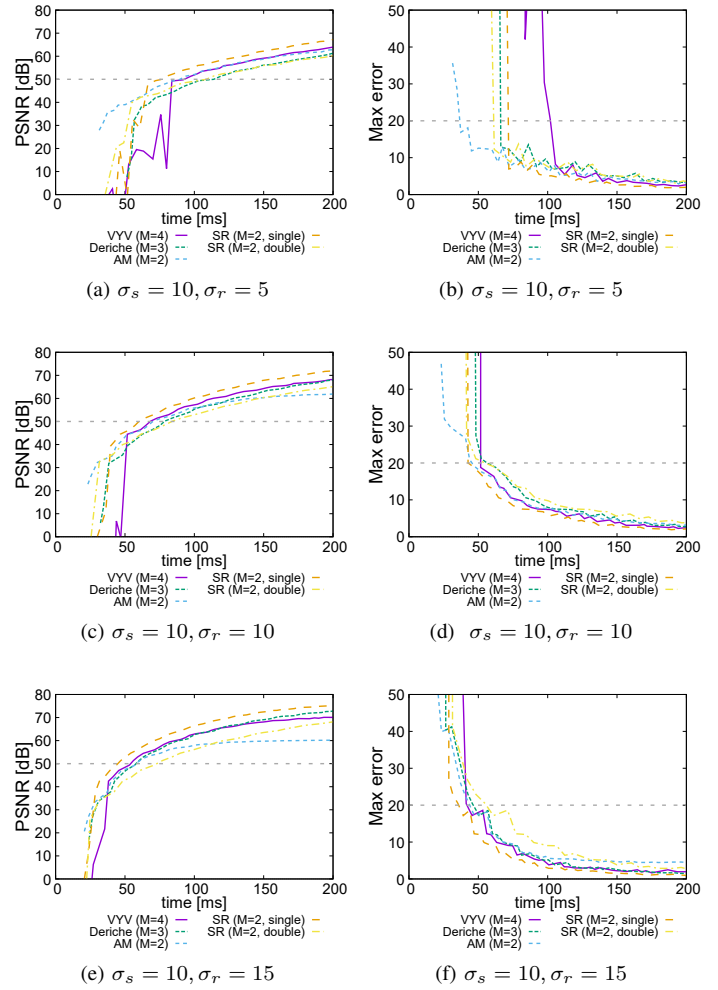 PSNR [dB]
80
70
60
50
40
30
20
10
0
0 50 100 150 200
time [ms]
VYV (M=4) SR (M=2, single)
Deriche (M=3) SR (M=2, double)
AM (M=2)
(a) σs = 10, σr = 5
Max error
50
40
30
20
10
0
0 50 100 150 200
time [ms]
VYV (M=4) SR (M=2, single)
Deriche (M=3) SR (M=2, double)
AM (M=2)
(b) σs = 10, σr = 5
PSNR [dB]
80
70
60
50
40
30
20
10
0
0 50 100 150 200
time [ms]
VYV (M=4) SR (M=2, single)
Deriche (M=3) SR (M=2, double)
AM (M=2)
(c) σs = 10, σr = 10
Max error
50
40
30
20
10
0
0 50 100 150 200
time [ms]
VYV (M=4) SR (M=2, single)
Deriche (M=3) SR (M=2, double)
AM (M=2)
(d) σs = 10, σr = 10
PSNR [dB]
80
70
60
50
40
30
20
10
0
0 50 100 150 200
time [ms]
VYV (M=4) SR (M=2, single)
Deriche (M=3) SR (M=2, double)
AM (M=2)
(e) σs = 10, σr = 15
Max error
50
40
30
20
10
0
0 50 100 150 200
time [ms]
VYV (M=4) SR (M=2, single)
Deriche (M=3) SR (M=2, double)
AM (M=2)
(f) σs = 10, σr = 15